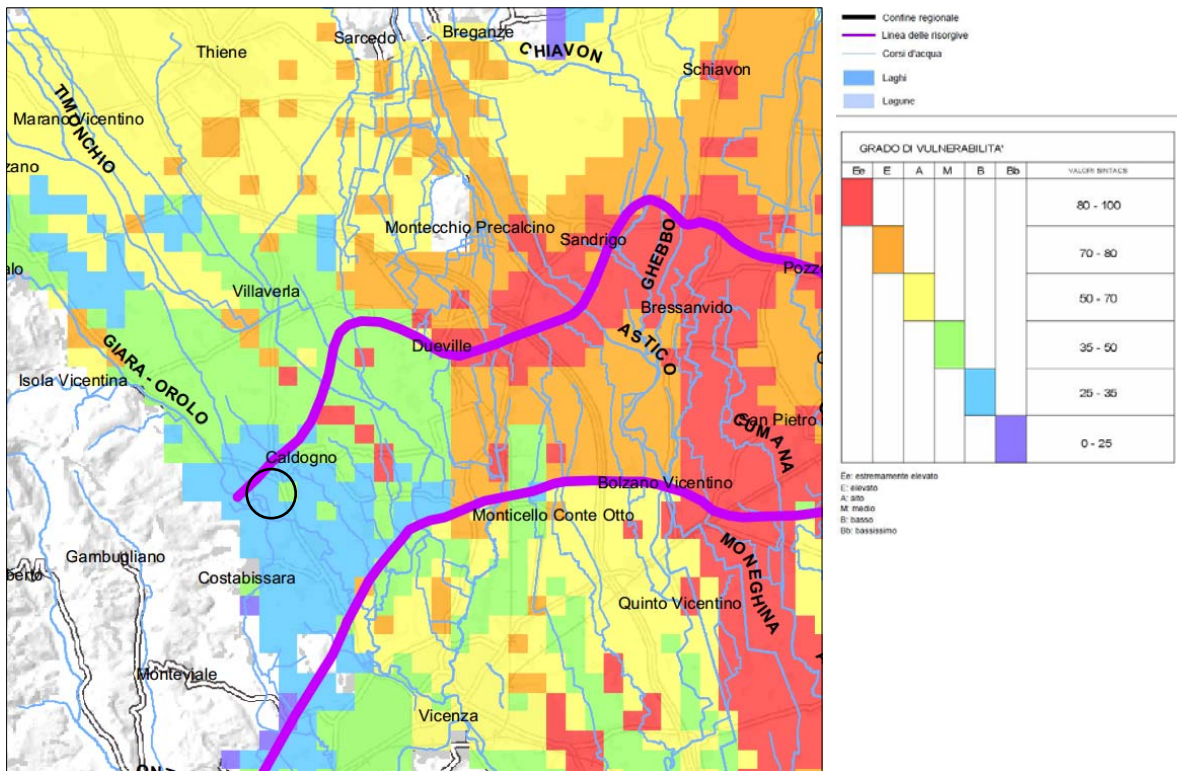 Thiene
Sarcedo
Breganze
CHIAVON
Schiavon
TIMONCHIO
Marano Vicentino
zano
Montecchio Precalcino
Sandrigo
GHEBBO
alo
Villaverla
Bressanvido
Dueville
ASTICO
GIARA - OROLO
Isola Vicentina
San Pietro
CUMANA
Caldogno
Bolzano Vicentino
Monticello Conte Otto
Gambugliano
berto
Costabissara
MONEGHINA
Quinto Vicentino
Monteviale
Vicenza
Confine regionale
Linea delle risorgive
Corsi d'acqua
Laghi
Lagune
GRADO DI VULNERABILITA'
Ee E A M B Bb VALORI SINTACS
80 - 100
70 - 80
50 - 70
35 - 50
25 - 35
0 - 25
Ee: estremamente elevato
E: elevato
A: alto
M: medio
B: basso
Bb: bassissimo